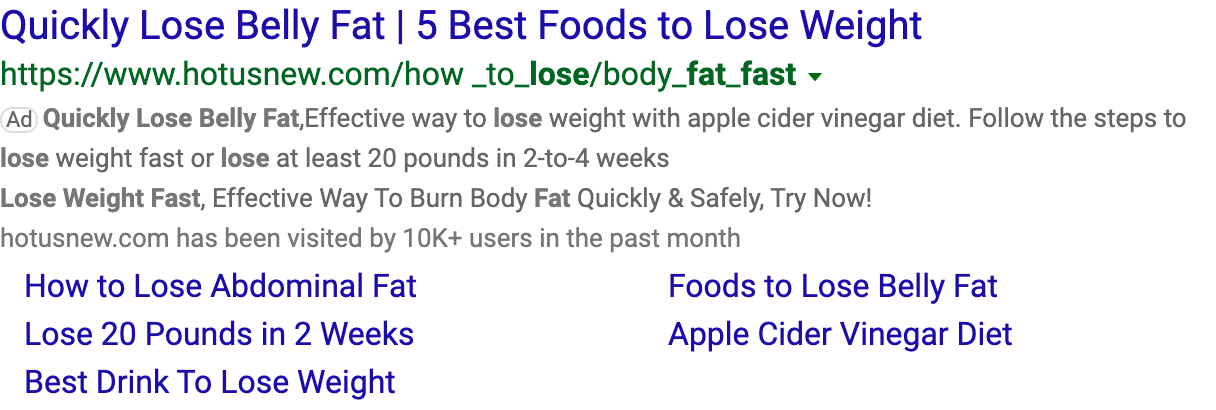 Quickly Lose Belly Fat | 5 Best Foods to Lose Weight
https://www.hotusnew.com/how _to_lose/body_fat_fast
Ad Quickly Lose Belly Fat,Effective way to lose weight with apple cider vinegar diet. Follow the steps to
lose weight fast or lose at least 20 pounds in 2-to-4 weeks
Lose Weight Fast, Effective Way To Burn Body Fat Quickly & Safely, Try Now!
hotusnew.com has been visited by 10K+ users in the past month
How to Lose Abdominal Fat
Foods to Lose Belly Fat
Lose 20 Pounds in 2 Weeks
Apple Cider Vinegar Diet
Best Drink To Lose Weight